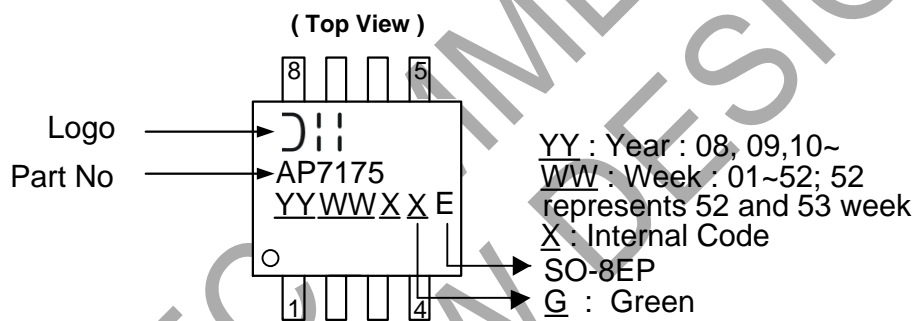 ( Top View )
8 5
Logo
Part No
AP7175
YYWWX X E
1 4
YY : Year : 08, 09,10~
WW : Week : 01~52; 52
represents 52 and 53 week
X : Internal Code
SO-8EP
G : Green